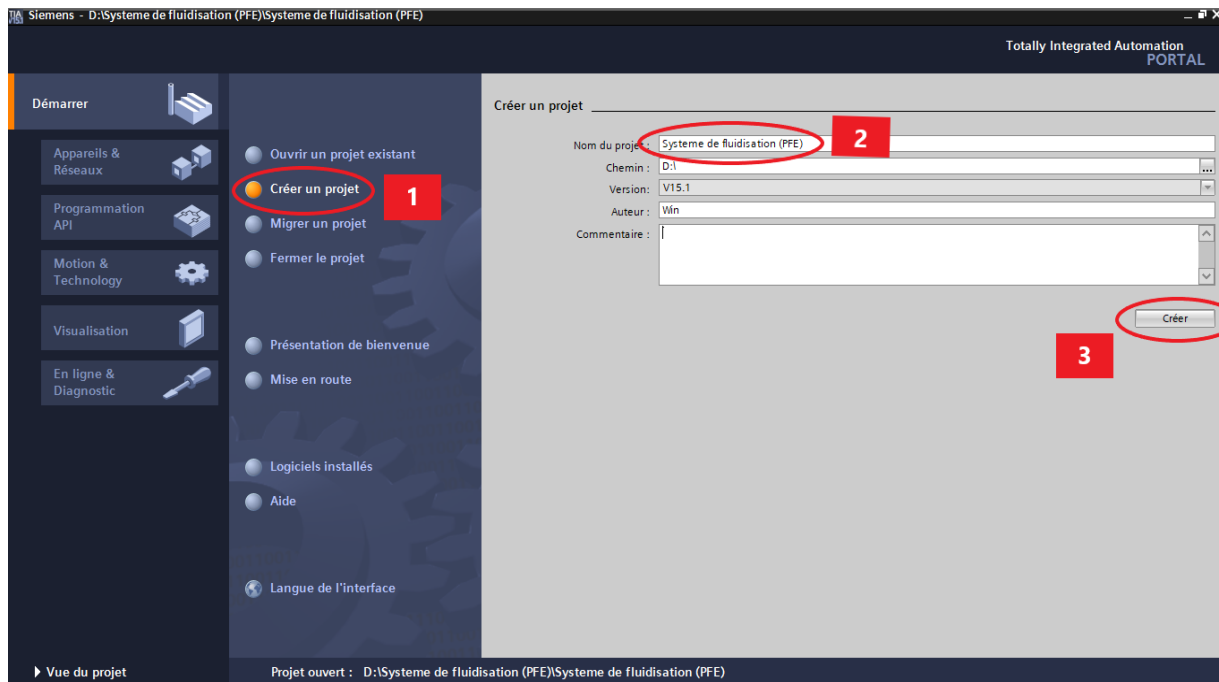 Siemens - D:\Systeme de fluidisation (PFE)\Systeme de fluidisation (PFE)
Totally Integrated Automation
PORTAL
Démarrer
Appareils &
Réseaux
Programmation
API
Motion &
Technology
Visualisation
En ligne &
Diagnostic
Ouvrir un projet existant
Créer un projet
1
Migrer un projet
Fermer le projet
Présentation de bienvenue
Mise en route
Logiciels installés
Aide
Langue de l'interface
Créer un projet
Nom du projet : Systeme de fluidisation (PFE)
2
Chemin : D:\
...
Version: V15.1
Auteur : Win
Commentaire :
Créer
3
Vue du projet
Projet ouvert : D:\Systeme de fluidisation (PFE)\Systeme de fluidisation (PFE)